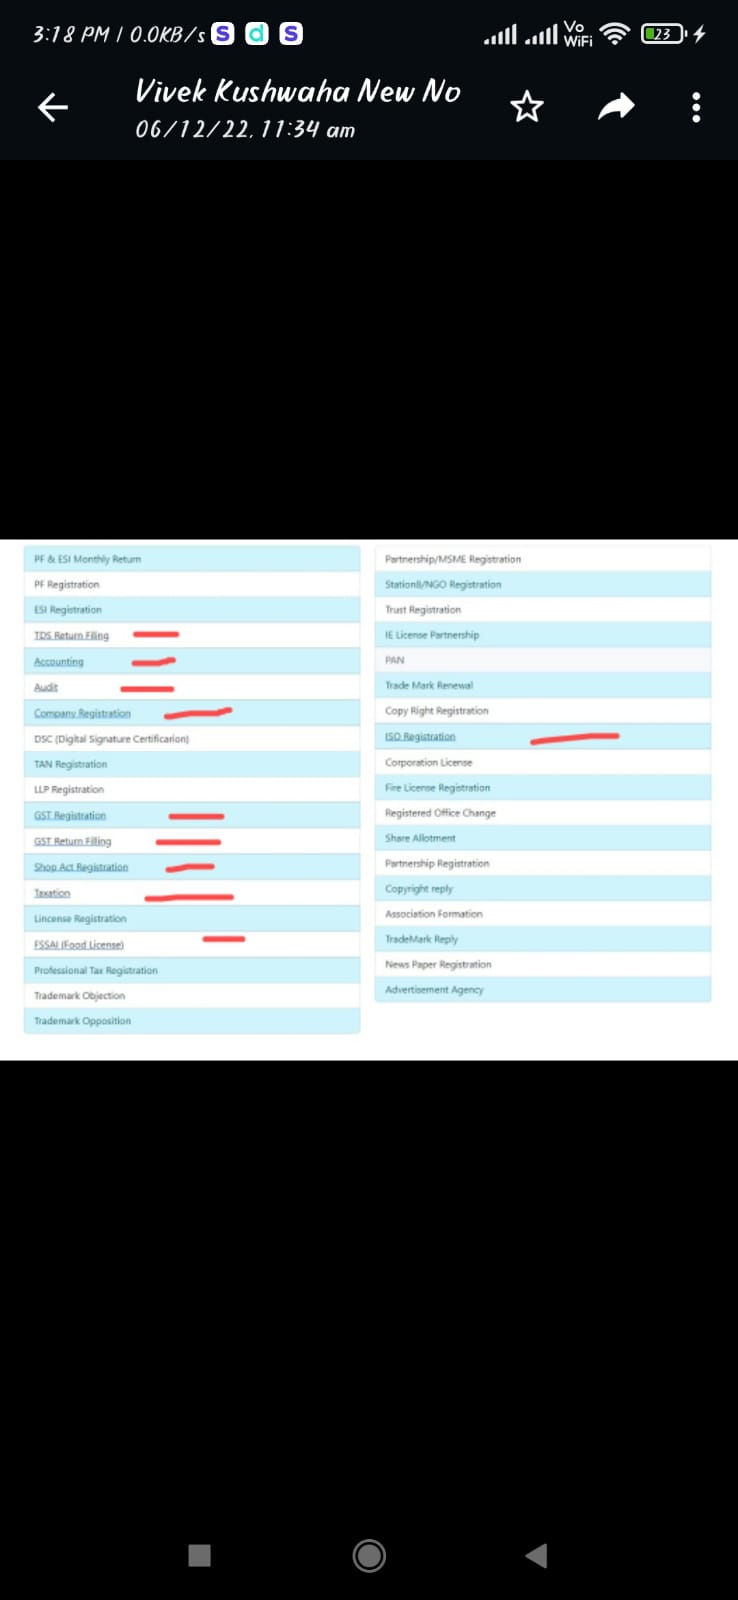 3:18 PM | 0.0KB/s S d S Vo WiFi 23
Vivek Kushwaha New No
06/12/22, 11:34 am
PF & ESI Monthly Return
PF Registration
ESI Registration
TDS Return Filing
Accounting
Audit
Company Registration
DSC (Digital Signature Certificarion)
TAN Registration
LLP Registration
GST Registration
GST Return Filling
Shop Act Registration
Taxation
Lincense Registration
FSSAI (Food License)
Professional Tax Registration
Trademark Objection
Trademark Opposition
Partnership/MSME Registration
Station8/NGO Registration
Trust Registration
IE License Partnership
PAN
Trade Mark Renewal
Copy Right Registration
ISO Registration
Corporation License
Fire License Registration
Registered Office Change
Share Allotment
Partnership Registration
Copyright reply
Association Formation
TradeMark Reply
News Paper Registration
Advertisement Agency